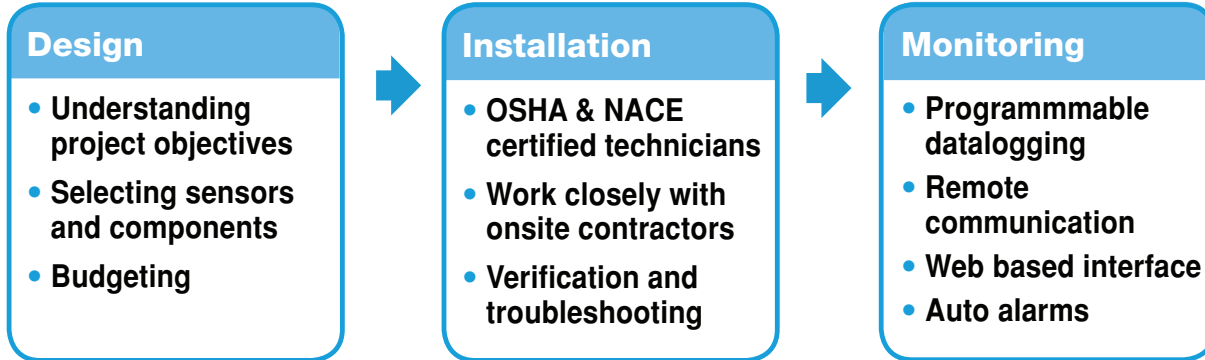 Design
• Understanding
project objectives
• Selecting sensors
and components
• Budgeting
Installation
• OSHA & NACE
certified technicians
• Work closely with
onsite contractors
• Verification and
troubleshooting
Monitoring
• Programmmable
datalogging
• Remote
communication
• Web based interface
• Auto alarms